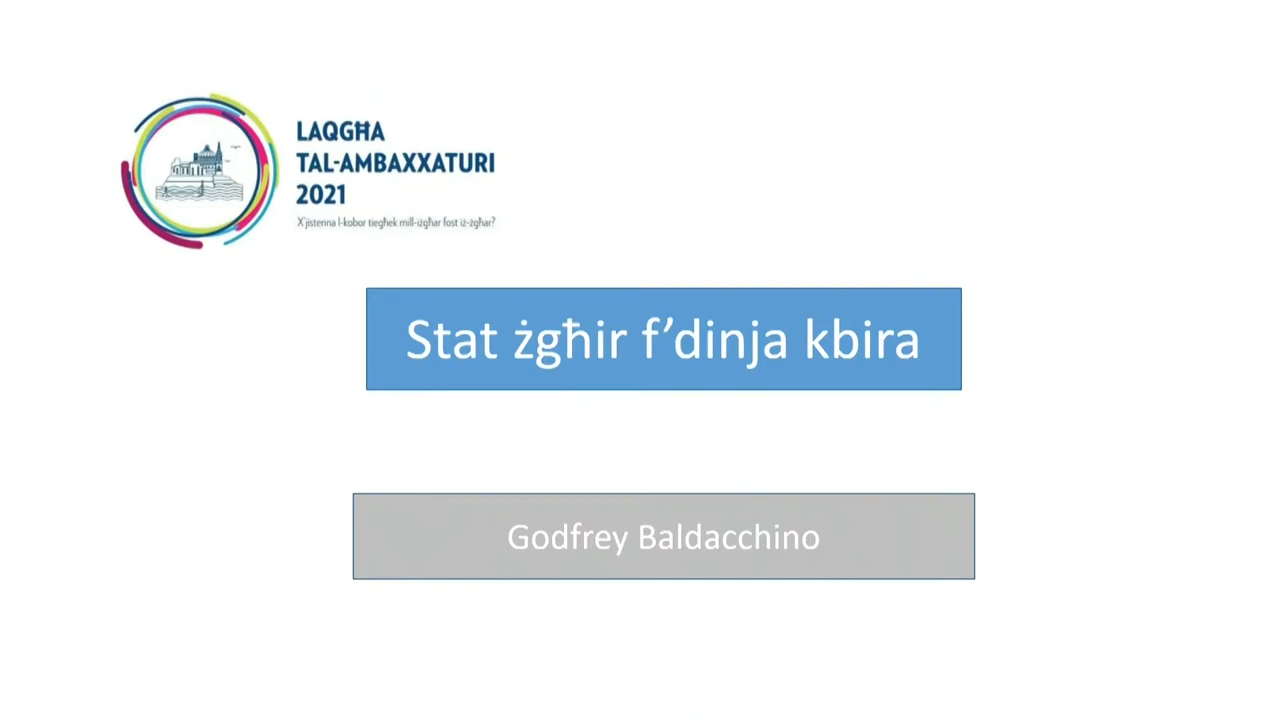 LAQGĦA
TAL-AMBAXXATURI
2021
X'jistenna l-kobor tiegħek mill-iżgħar fost iż-żgħar?
Stat żgħir f’dinja kbira
Godfrey Baldacchino